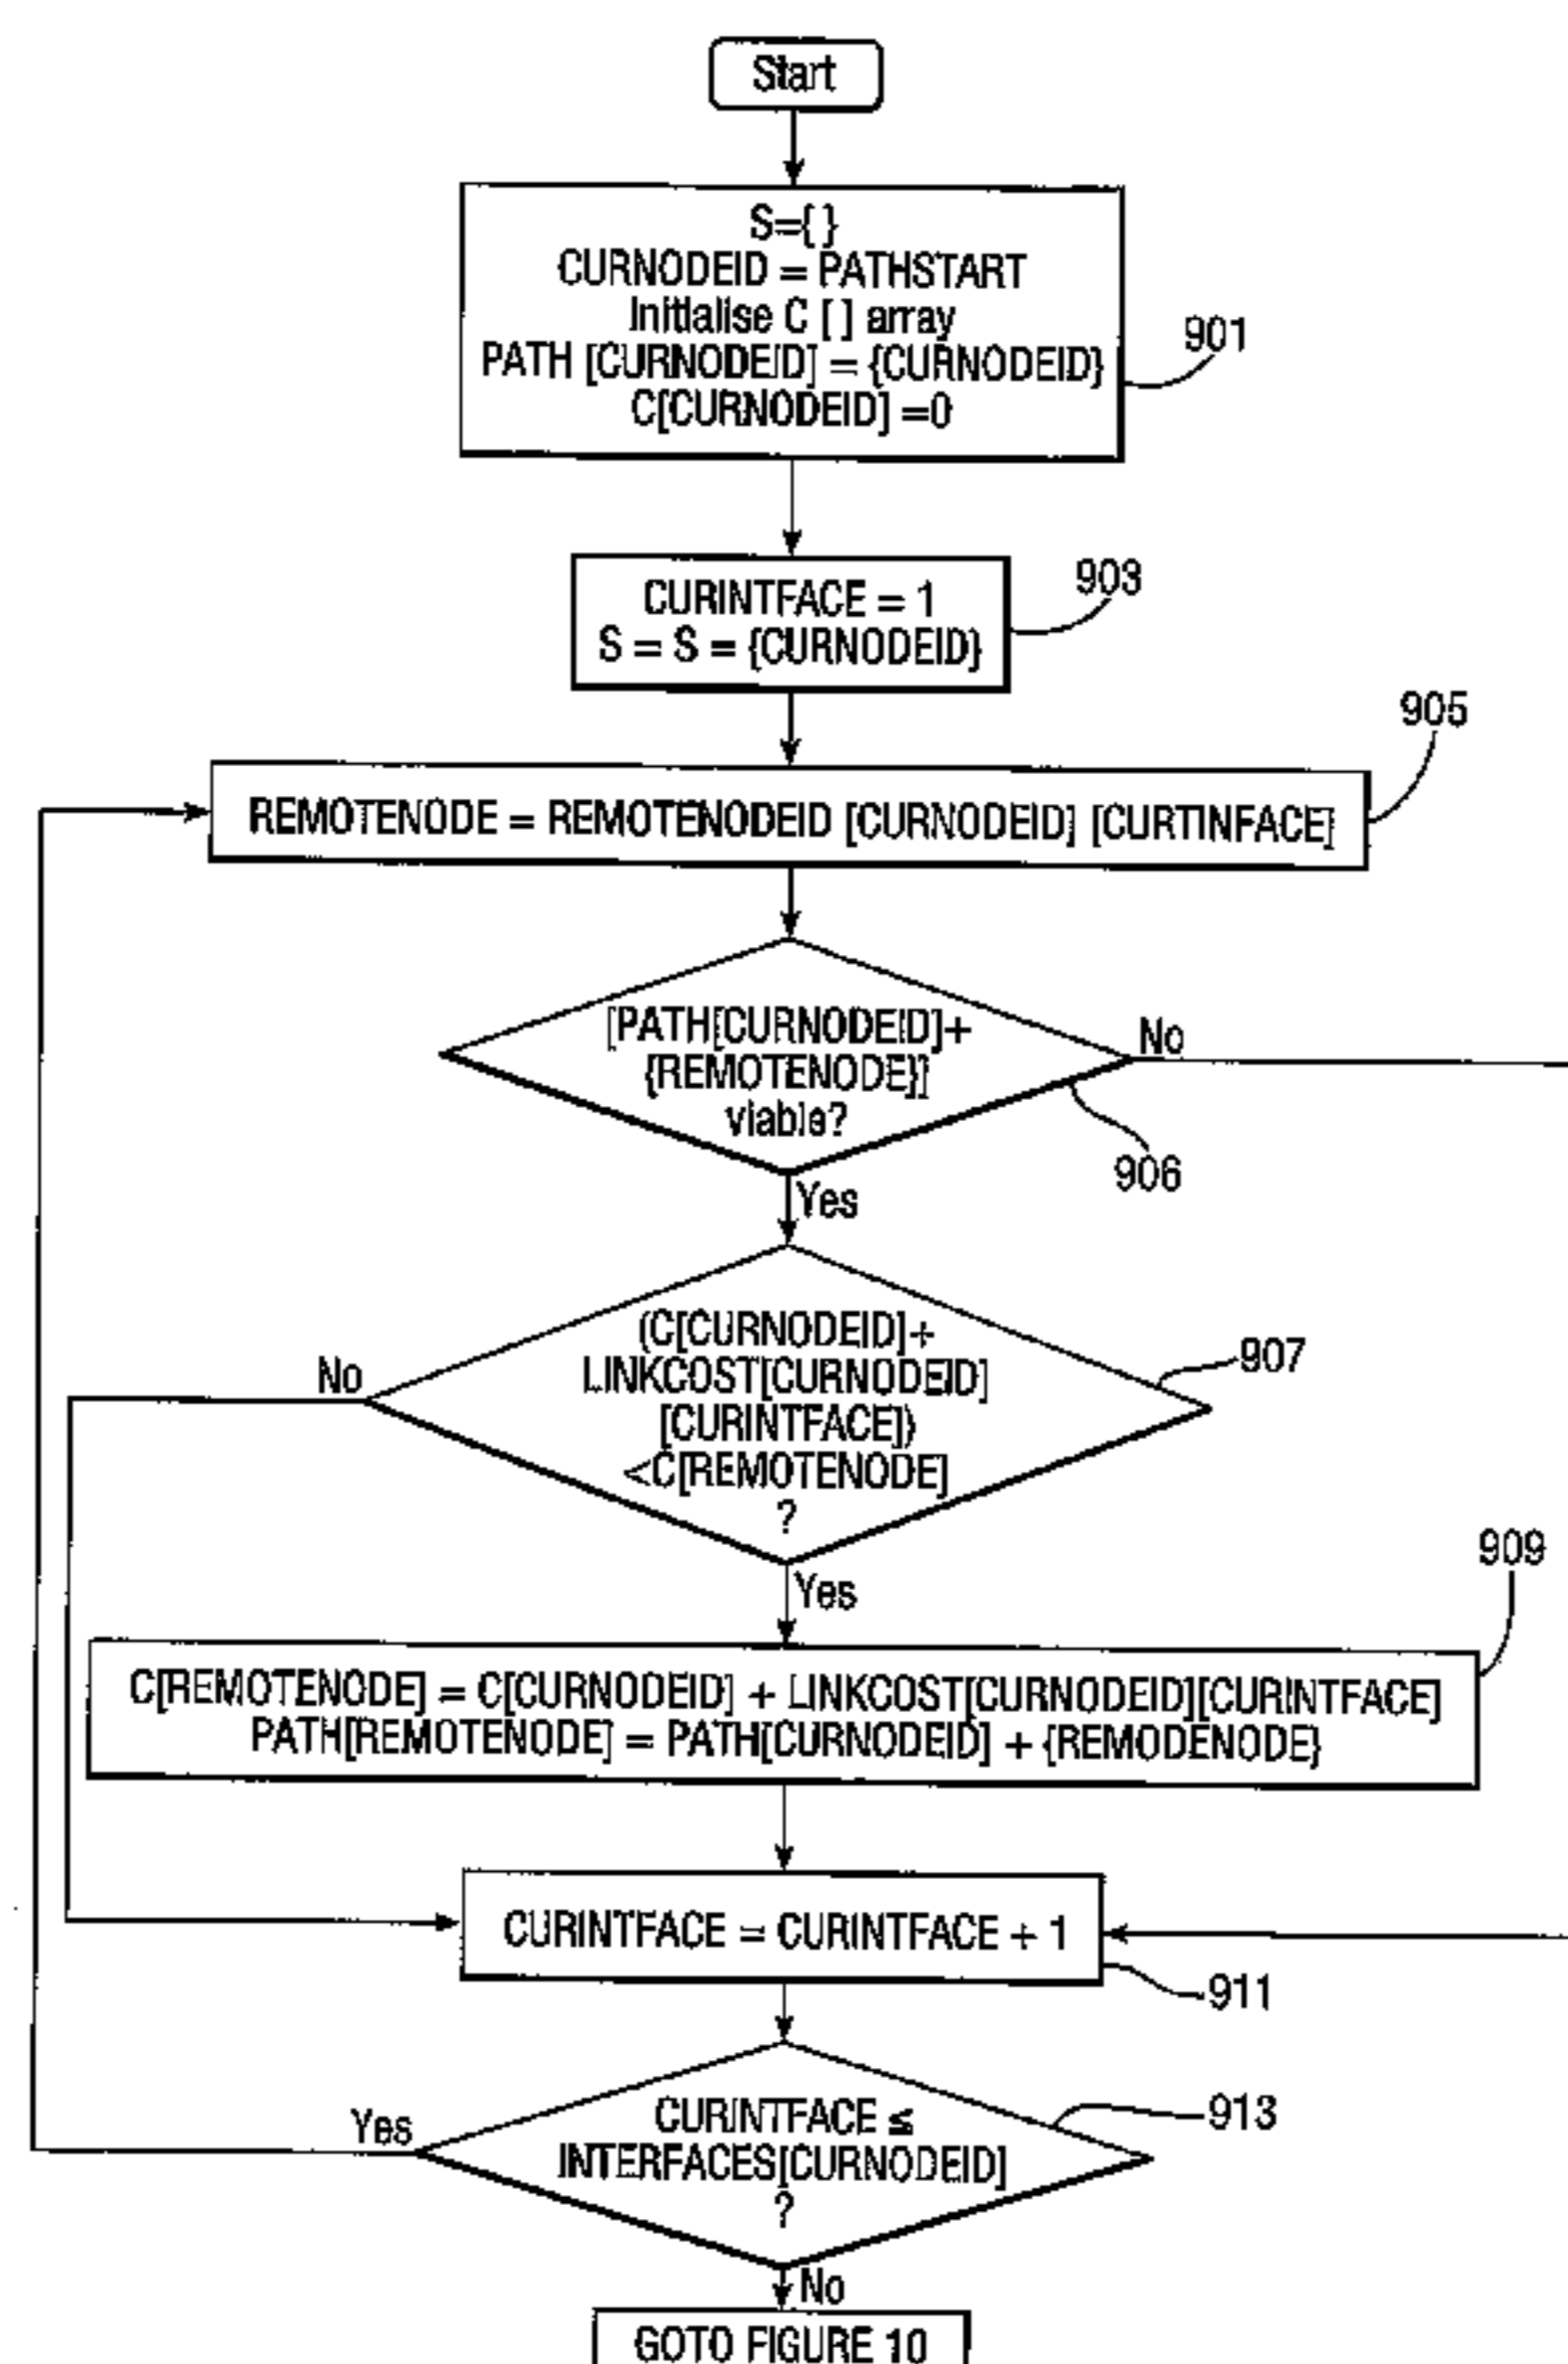 Start
S={ }
CURNODEID = PATHSTART
Initialise C [ ] array
PATH [CURNODEID] = {CURNODEID}
C[CURNODEID] =0
901
CURINTFACE = 1
S = S = {CURNODEID}
903
905
REMOTENODE = REMOTENODEID [CURNODEID] [CURTINFACE]
[PATH[CURNODEID]+
{REMOTENODE}]
viable?
No
906
Yes
(C[CURNODEID]+
LINKCOST[CURNODEID]
[CURINTFACE])
<C[REMOTENODE]
?
No
907
Yes
909
C[REMOTENODE] = C[CURNODEID] + LINKCOST[CURNODEID][CURINTFACE]
PATH[REMOTENODE] = PATH[CURNODEID] + {REMODENODE}
CURINTFACE = CURINTFACE + 1
911
CURINTFACE ≤
INTERFACES[CURNODEID]
?
Yes
913
No
GOTO FIGURE 10